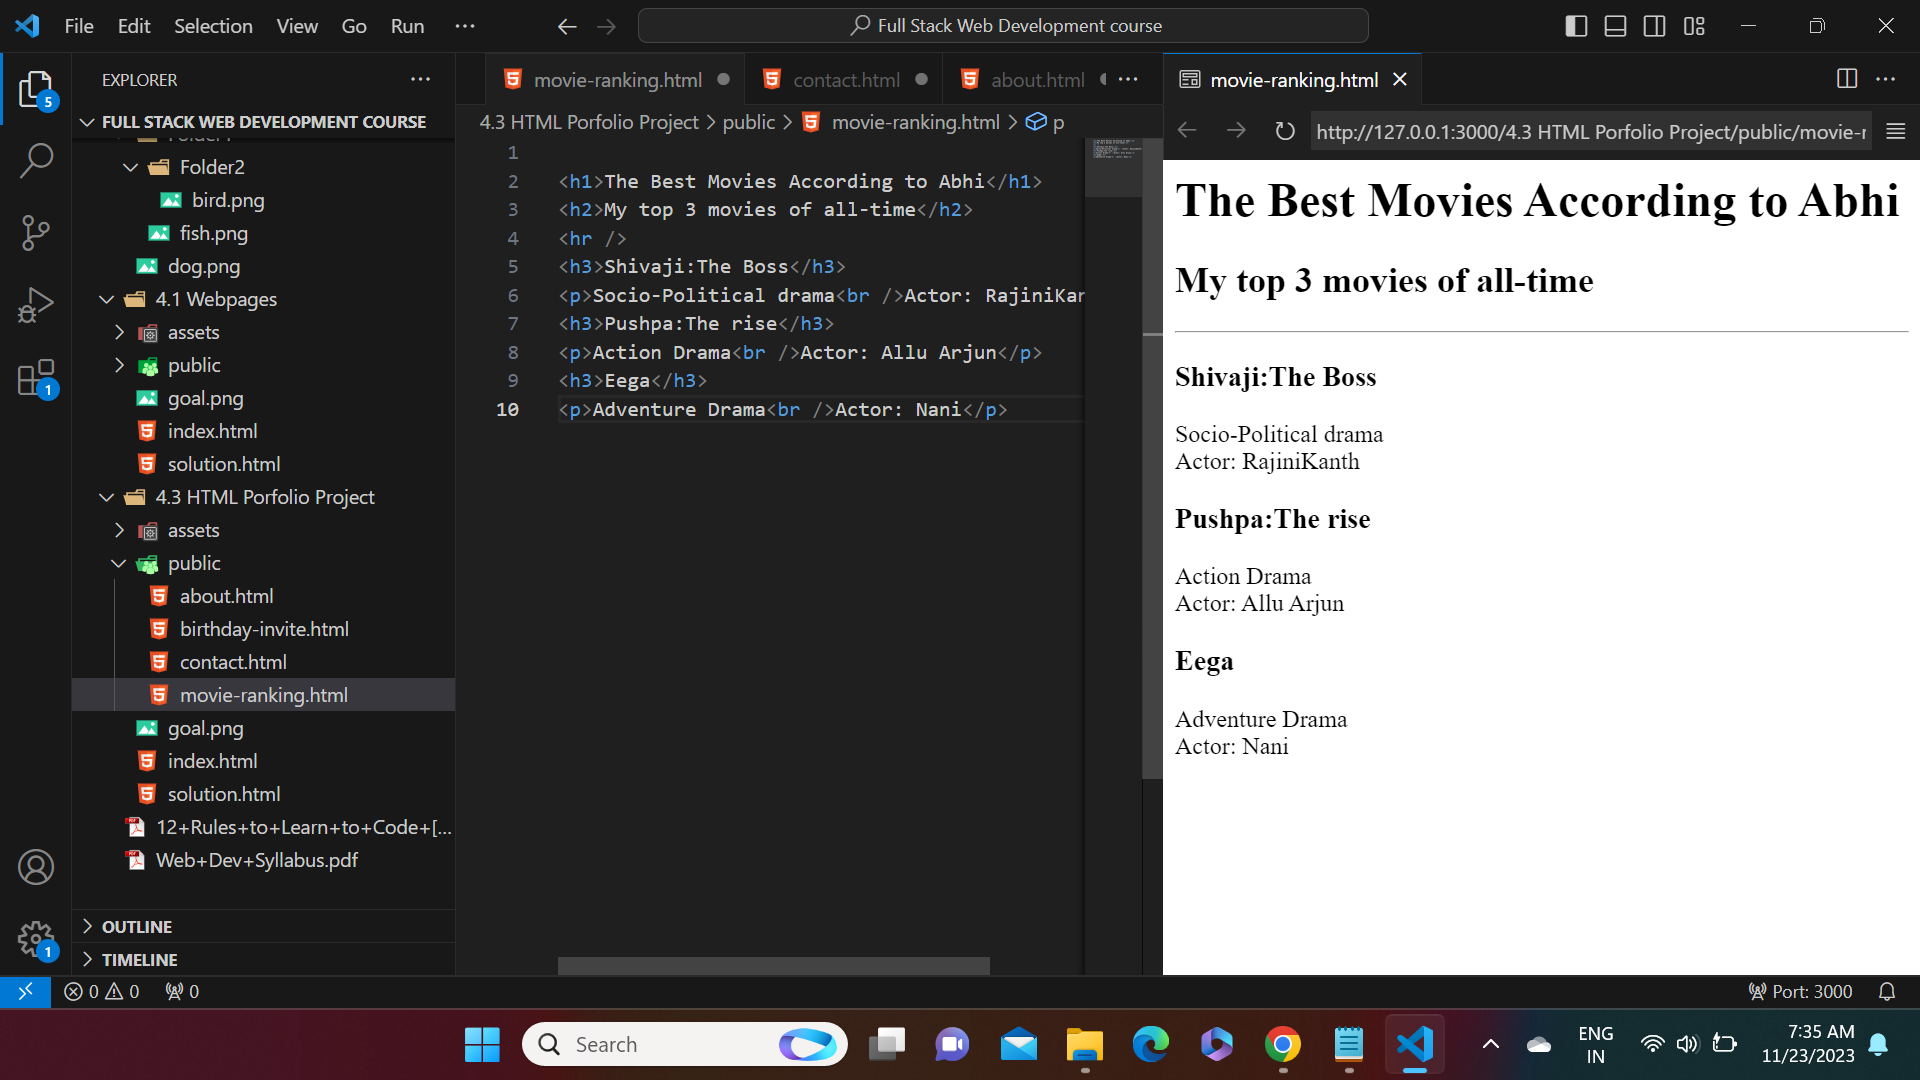 File Edit Selection View Go Run ···
Full Stack Web Development course
EXPLORER
FULL STACK WEB DEVELOPMENT COURSE
Folder2
bird.png
fish.png
dog.png
4.1 Webpages
assets
public
goal.png
index.html
solution.html
4.3 HTML Porfolio Project
assets
public
about.html
birthday-invite.html
contact.html
movie-ranking.html
goal.png
index.html
solution.html
12+Rules+to+Learn+to+Code+[...
Web+Dev+Syllabus.pdf
OUTLINE
TIMELINE
5
1
1
movie-ranking.html contact.html about.html
4.3 HTML Porfolio Project > public > movie-ranking.html > p
1
2 <h1>The Best Movies According to Abhi</h1>
3 <h2>My top 3 movies of all-time</h2>
4 <hr />
5 <h3>Shivaji:The Boss</h3>
6 <p>Socio-Political drama<br />Actor: RajiniKan
7 <h3>Pushpa:The rise</h3>
8 <p>Action Drama<br />Actor: Allu Arjun</p>
9 <h3>Eega</h3>
10 <p>Adventure Drama<br />Actor: Nani</p>
movie-ranking.html
http://127.0.0.1:3000/4.3 HTML Porfolio Project/public/movie-r
The Best Movies According to Abhi
My top 3 movies of all-time
Shivaji:The Boss
Socio-Political drama
Actor: RajiniKanth
Pushpa:The rise
Action Drama
Actor: Allu Arjun
Eega
Adventure Drama
Actor: Nani
0 0 0
Port: 3000
Search
ENG
IN
7:35 AM
11/23/2023